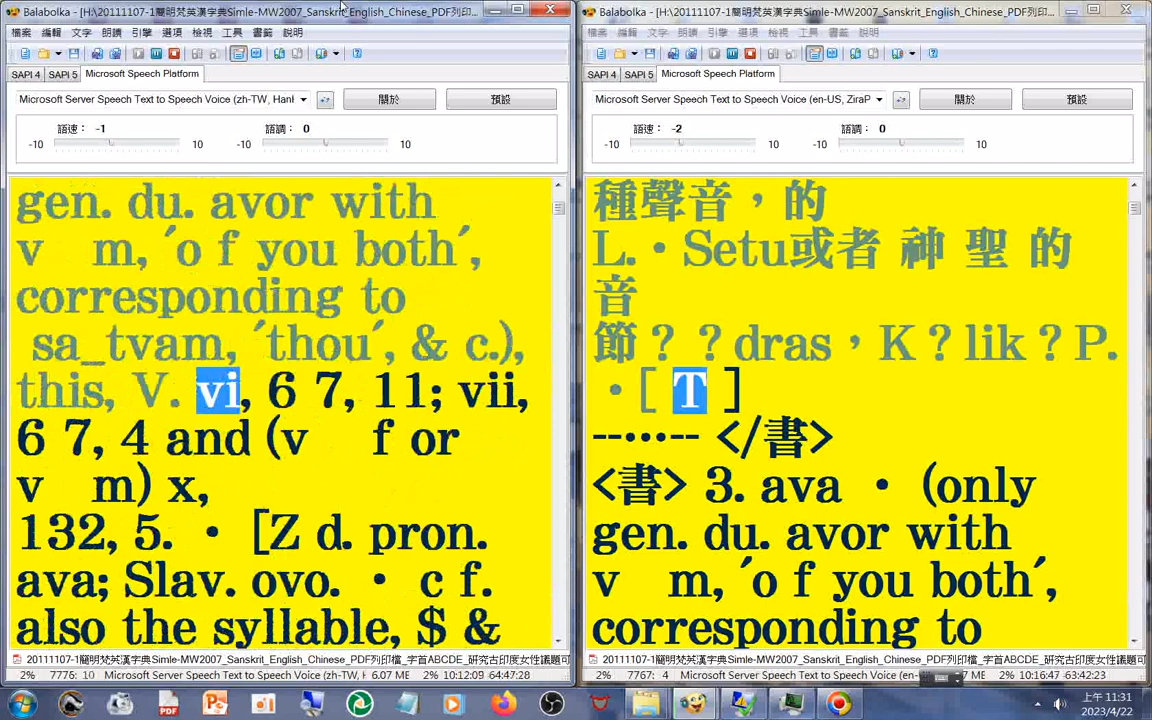 Balabolka - [H:\20111107-1簡明梵英漢字典Simle-MW2007_Sanskrit_English_Chinese_PDF列印...
檔案 編輯 文字 朗讀 引擎 選項 檢視 工具 書籤 說明
SAPI 4 SAPI 5 Microsoft Speech Platform
Microsoft Server Speech Text to Speech Voice (zh-TW, Hanl 關於 預設
語速： -1 語調： 0
-10 10 -10 10
gen. du. avor with
v m, ´o f you both´,
corresponding to
sa_tvam, ´thou´, & c.),
this, V. vi, 6 7, 11; vii,
6 7, 4 and (v f or
v m) x,
132, 5. • [Z d. pron.
ava; Slav. ovo. • c f.
also the syllable, $ &
20111107-1簡明梵英漢字典Simle-MW2007_Sanskrit_English_Chinese_PDF列印檔_字首ABCDE_研究古印度女性議題可
2% 7776: 10 Microsoft Server Speech Text to Speech Voice (zh-TW, H 6.07 ME 2% 10:12:09 -64:47:28
Balabolka - [H:\20111107-1簡明梵英漢字典Simle-MW2007_Sanskrit_English_Chinese_PDF列印...
檔案 編輯 文字 朗讀 引擎 選項 檢視 工具 書籤 說明
SAPI 4 SAPI 5 Microsoft Speech Platform
Microsoft Server Speech Text to Speech Voice (en-US, ZiraP 關於 預設
語速： -2 語調： 0
-10 10 -10 10
種聲音，的
L.•Setu或者 神 聖 的
音
節？？dras，K？lik？P.
•[ T ]
--•••-- </書>
<書> 3. ava • (only
gen. du. avor with
v m, ´o f you both´,
corresponding to
20111107-1簡明梵英漢字典Simle-MW2007_Sanskrit_English_Chinese_PDF列印檔_字首ABCDE_研究古印度女性議題可
2% 7767: 4 Microsoft Server Speech Text to Speech Voice 2% 10:16:47 -63:42:23
上午 11:31
2023/4/22